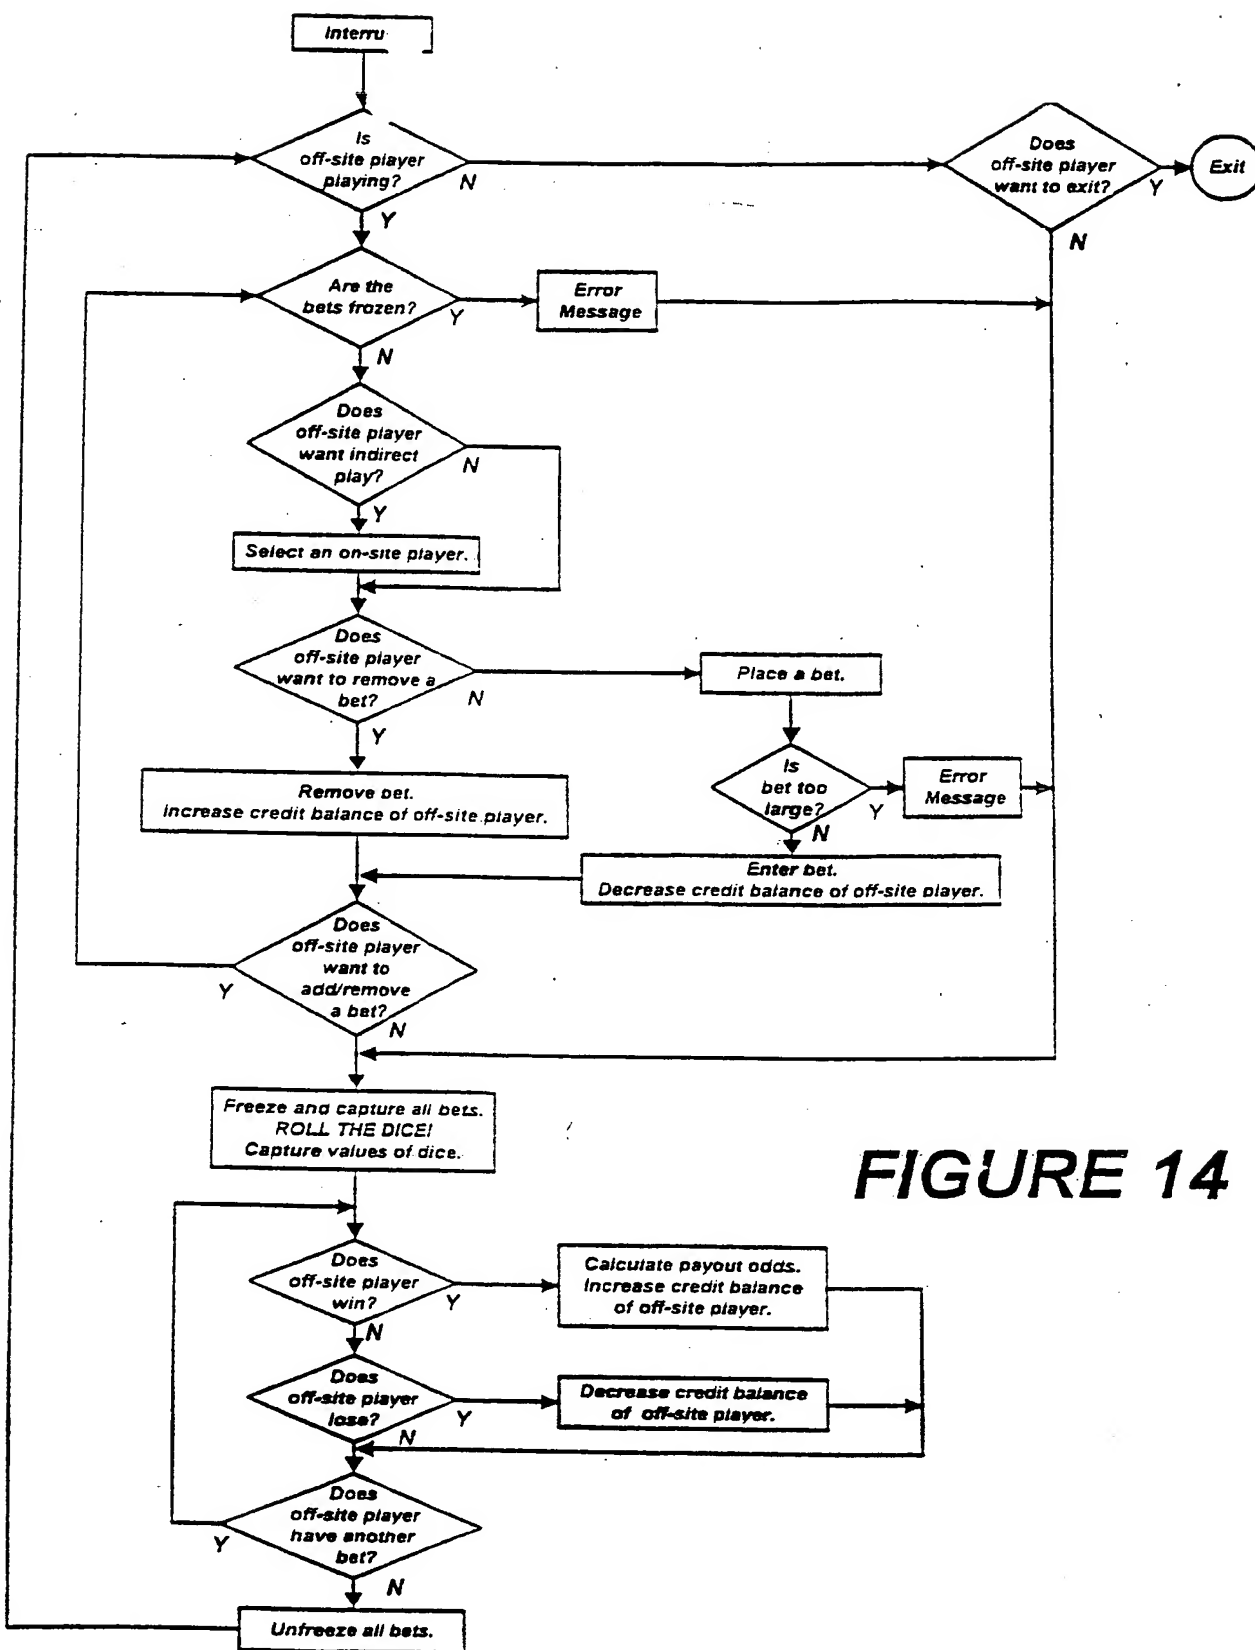 Interru
Is
off-site player
playing?
N
Y
Does
off-site player
want to exit?
Y
N
Exit
Are the
bets frozen?
Y
N
Error
Message
Does
off-site player
want indirect
play?
N
Y
Select an on-site player.
Does
off-site player
want to remove a
bet?
N
Y
Place a bet.
Is
bet too
large?
Y
N
Error
Message
Remove bet.
Increase credit balance of off-site player.
Enter bet.
Decrease credit balance of off-site player.
Does
off-site player
want to
add/remove
a bet?
Y
N
Freeze and capture all bets.
ROLL THE DICE!
Capture values of dice.
FIGURE 14
Does
off-site player
win?
Y
N
Calculate payout odds.
Increase credit balance
of off-site player.
Does
off-site player
lose?
Y
N
Decrease credit balance
of off-site player.
Does
off-site player
have another
bet?
Y
N
Unfreeze all bets.